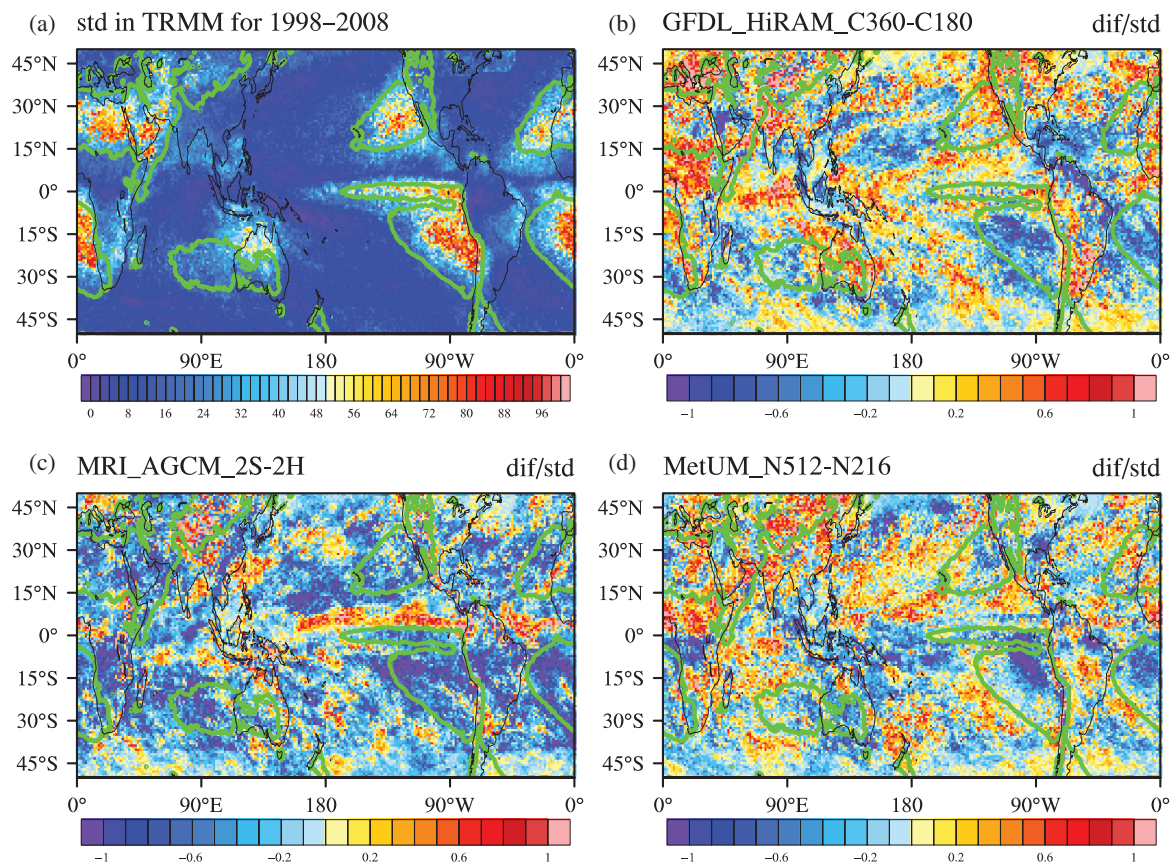 (a) std in TRMM for 1998–2008
45°N
30°N
15°N
0°
15°S
30°S
45°S
0° 90°E 180 90°W 0°
0 8 16 24 32 40 48 56 64 72 80 88 96
(b) GFDL_HiRAM_C360-C180 dif/std
45°N
30°N
15°N
0°
15°S
30°S
45°S
0° 90°E 180 90°W 0°
−1 −0.6 −0.2 0.2 0.6 1
(c) MRI_AGCM_2S-2H dif/std
45°N
30°N
15°N
0°
15°S
30°S
45°S
0° 90°E 180 90°W 0°
−1 −0.6 −0.2 0.2 0.6 1
(d) MetUM_N512-N216 dif/std
45°N
30°N
15°N
0°
15°S
30°S
45°S
0° 90°E 180 90°W 0°
−1 −0.6 −0.2 0.2 0.6 1